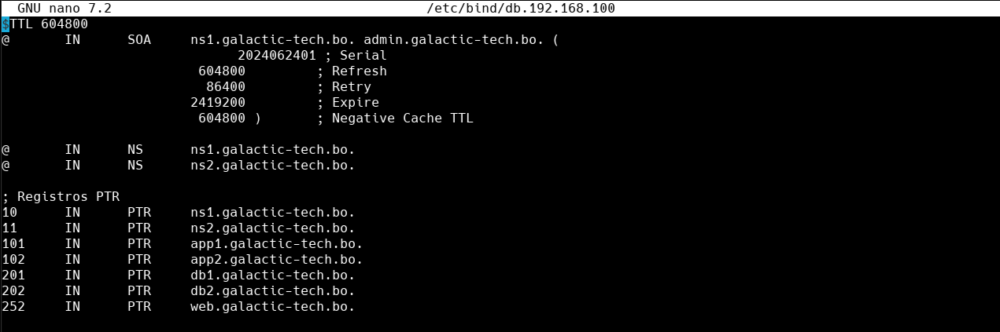 GNU nano 7.2 /etc/bind/db.192.168.100
$TTL 604800
@ IN SOA ns1.galactic-tech.bo. admin.galactic-tech.bo. (
2024062401 ; Serial
604800 ; Refresh
86400 ; Retry
2419200 ; Expire
604800 ) ; Negative Cache TTL
@ IN NS ns1.galactic-tech.bo.
@ IN NS ns2.galactic-tech.bo.
; Registros PTR
10 IN PTR ns1.galactic-tech.bo.
11 IN PTR ns2.galactic-tech.bo.
101 IN PTR app1.galactic-tech.bo.
102 IN PTR app2.galactic-tech.bo.
201 IN PTR db1.galactic-tech.bo.
202 IN PTR db2.galactic-tech.bo.
252 IN PTR web.galactic-tech.bo.